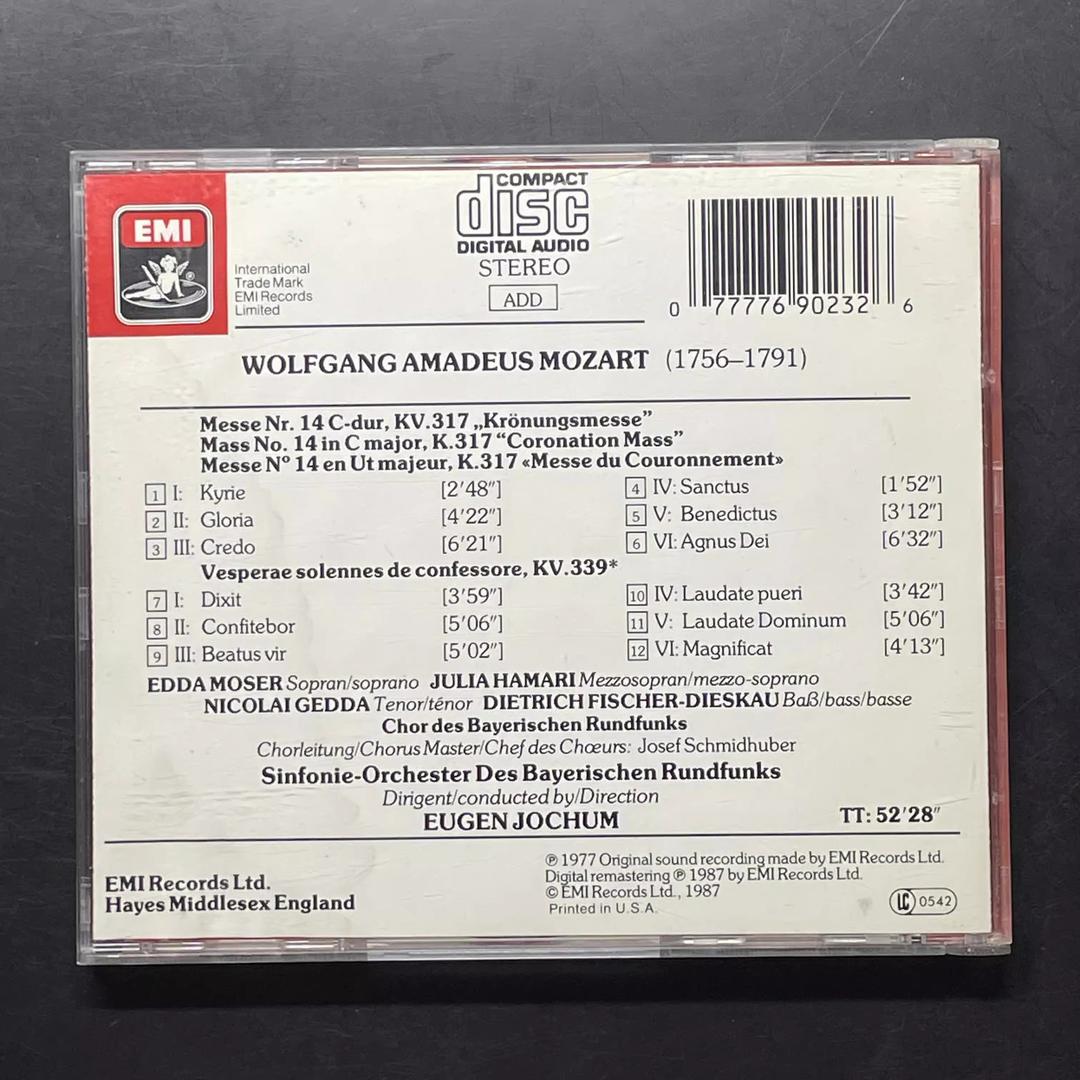 EMI
International
Trade Mark
EMI Records
Limited
COMPACT
disc
DIGITAL AUDIO
STEREO
ADD
0 77776 90232 6
WOLFGANG AMADEUS MOZART (1756–1791)
Messe Nr. 14 C-dur, KV. 317 „Krönungsmesse”
Mass No. 14 in C major, K. 317 “Coronation Mass”
Messe Nº 14 en Ut majeur, K. 317 «Messe du Couronnement»
1 I: Kyrie [2’48”] 4 IV: Sanctus [1’52”]
2 II: Gloria [4’22”] 5 V: Benedictus [3’12”]
3 III: Credo [6’21”] 6 VI: Agnus Dei [6’32”]
Vesperae solennes de confessore, KV. 339*
7 I: Dixit [3’59”] 10 IV: Laudate pueri [3’42”]
8 II: Confitebor [5’06”] 11 V: Laudate Dominum [5’06”]
9 III: Beatus vir [5’02”] 12 VI: Magnificat [4’13”]
EDDA MOSER Sopran/soprano JULIA HAMARI Mezzosopran/mezzo-soprano
NICOLAI GEDDA Tenor/ténor DIETRICH FISCHER-DIESKAU Baß/bass/basse
Chor des Bayerischen Rundfunks
Chorleitung/Chorus Master/Chef des Chœurs: Josef Schmidhuber
Sinfonie-Orchester Des Bayerischen Rundfunks
Dirigent/conducted by/Direction
EUGEN JOCHUM TT: 52’28”
EMI Records Ltd.
Hayes Middlesex England
℗ 1977 Original sound recording made by EMI Records Ltd.
Digital remastering ℗ 1987 by EMI Records Ltd.
© EMI Records Ltd., 1987
Printed in U.S.A.
LC 0542